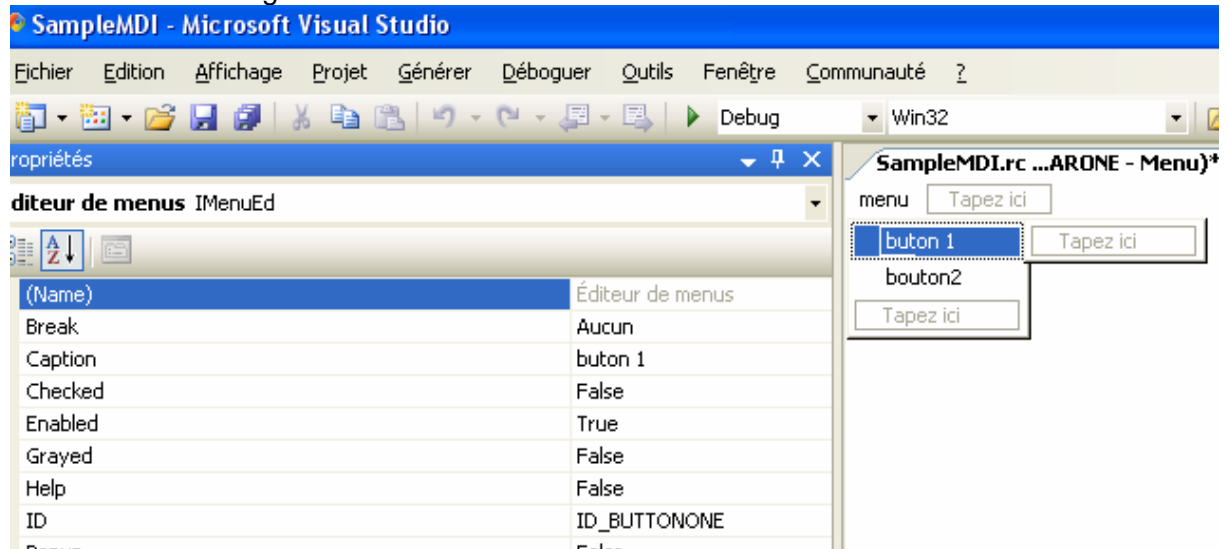 SampleMDI - Microsoft Visual Studio
Fichier Edition Affichage Projet Générer Déboguer Outils Fenêtre Communauté ?
Debug Win32
ropriétés
SampleMDI.rc ...ARONE - Menu)*
diteur de menus IMenuEd
menu Tapez ici
buton 1 Tapez ici
bouton2
Tapez ici
(Name) Éditeur de menus
Break Aucun
Caption buton 1
Checked False
Enabled True
Grayed False
Help False
ID ID_BUTTONONE